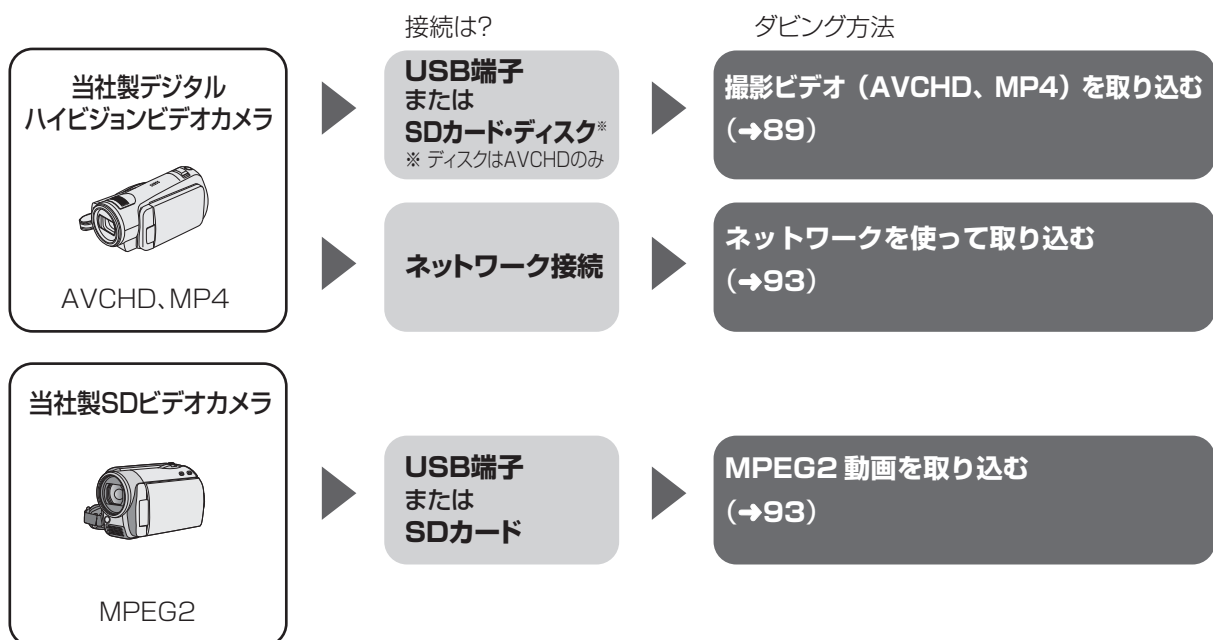 接続は?
ダビング方法
当社製デジタル
ハイビジョンビデオカメラ
AVCHD、MP4
USB端子
または
SDカード・ディスク※
※ ディスクはAVCHDのみ
撮影ビデオ(AVCHD、MP4)を取り込む
(➜89)
ネットワーク接続
ネットワークを使って取り込む
(➜93)
当社製SDビデオカメラ
MPEG2
USB端子
または
SDカード
MPEG2 動画を取り込む
(➜93)